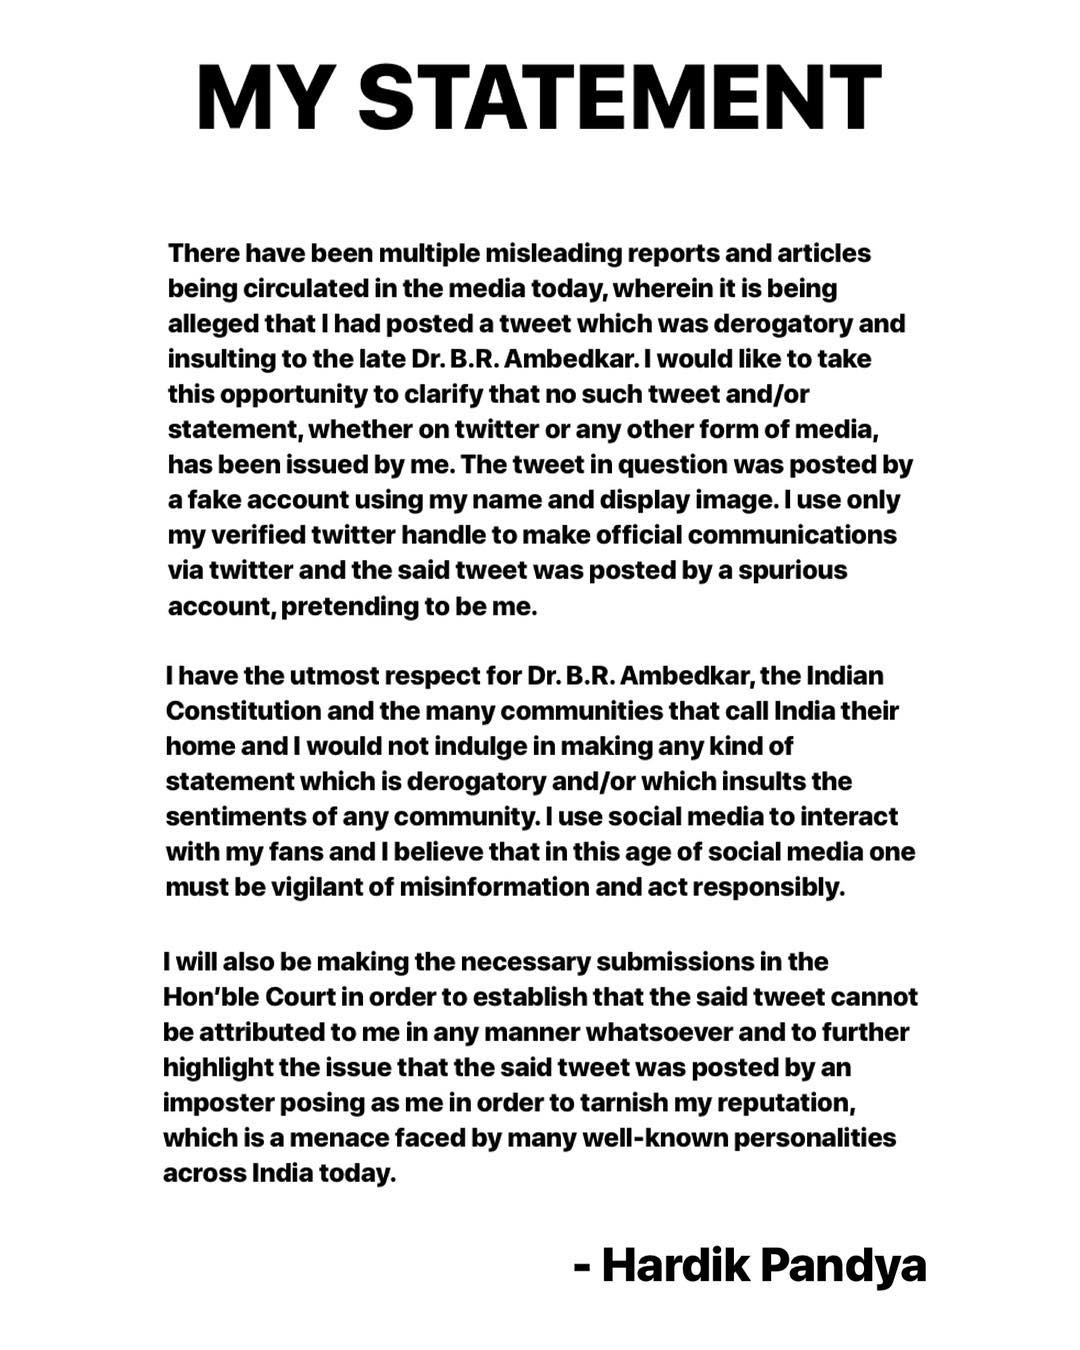 MY STATEMENT
There have been multiple misleading reports and articles
being circulated in the media today, wherein it is being
alleged that I had posted a tweet which was derogatory and
insulting to the late Dr. B.R. Ambedkar. I would like to take
this opportunity to clarify that no such tweet and/or
statement, whether on twitter or any other form of media,
has been issued by me. The tweet in question was posted by
a fake account using my name and display image. I use only
my verified twitter handle to make official communications
via twitter and the said tweet was posted by a spurious
account, pretending to be me.
I have the utmost respect for Dr. B.R. Ambedkar, the Indian
Constitution and the many communities that call India their
home and I would not indulge in making any kind of
statement which is derogatory and/or which insults the
sentiments of any community. I use social media to interact
with my fans and I believe that in this age of social media one
must be vigilant of misinformation and act responsibly.
I will also be making the necessary submissions in the
Hon’ble Court in order to establish that the said tweet cannot
be attributed to me in any manner whatsoever and to further
highlight the issue that the said tweet was posted by an
imposter posing as me in order to tarnish my reputation,
which is a menace faced by many well-known personalities
across India today.
- Hardik Pandya